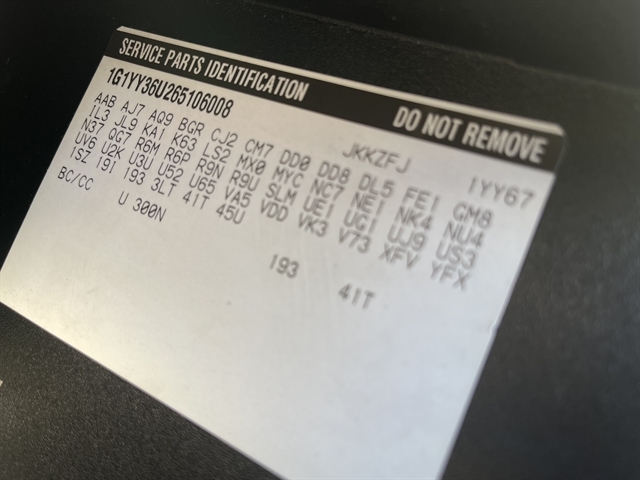 SERVICE PARTS IDENTIFICATION DO NOT REMOVE
1G1YY36U265106008 JKKZFJ 1YY67
AAB AJ7 AQ9 BGR CJ2 CM7 DD0 DD8 DL5 FE1 GM8
IL3 JL9 KA1 K63 LS2 MX0 MYC NC7 NE1 NK4 NU4
N37 QG7 R6M R6P R9N R9U SLM UE1 UG1 UJ9 US3
UV6 U2K U3U U52 U65 VA5 VDD VK3 V73 XFV YFX
1SZ 19I 193 3LT 41T 45U
BC/CC U 300N 193 41T